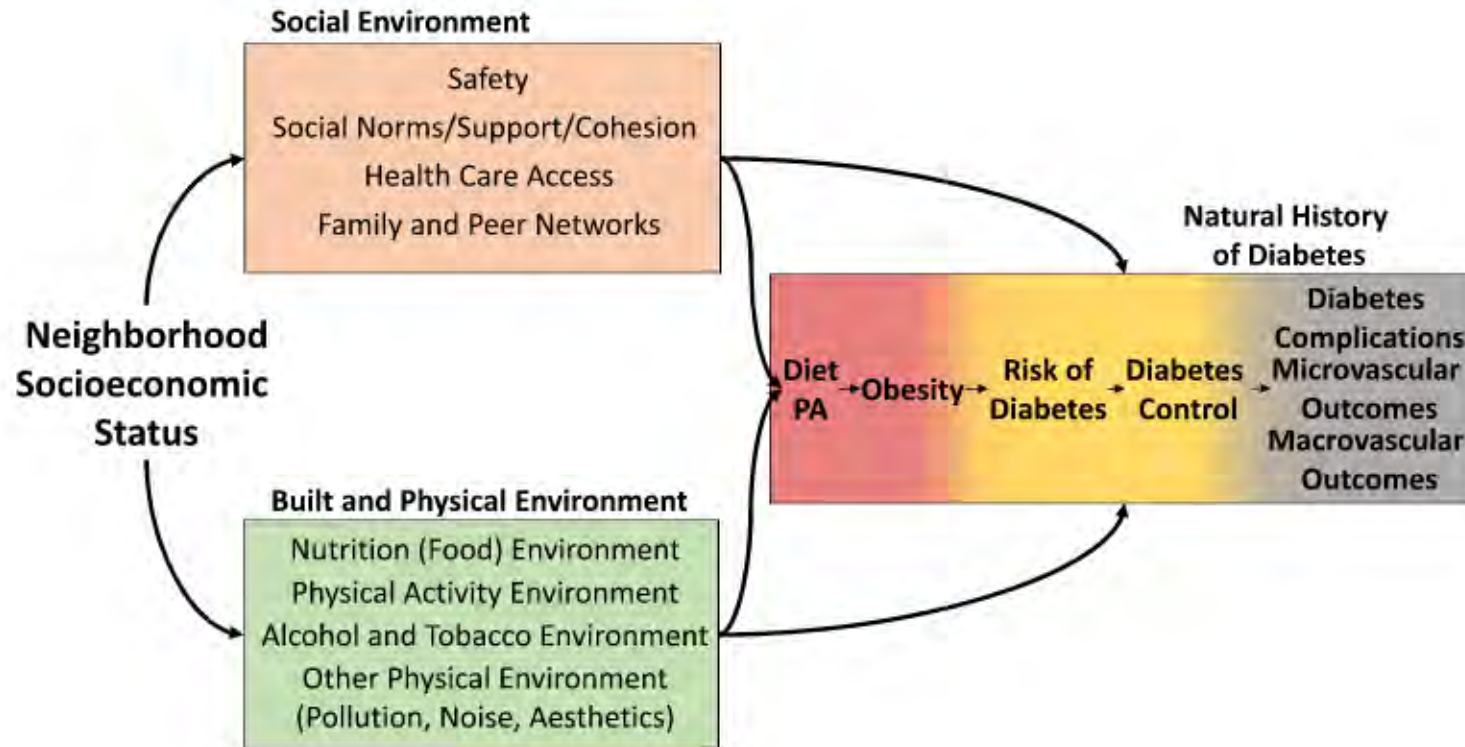 Social Environment
Safety
Social Norms/Support/Cohesion
Health Care Access
Family and Peer Networks
Neighborhood
Socioeconomic
Status
Built and Physical Environment
Nutrition (Food) Environment
Physical Activity Environment
Alcohol and Tobacco Environment
Other Physical Environment
(Pollution, Noise, Aesthetics)
Natural History
of Diabetes
Diet
PA
Obesity
Risk of
Diabetes
Diabetes
Control
Diabetes
Complications
Microvascular
Outcomes
Macrovascular
Outcomes